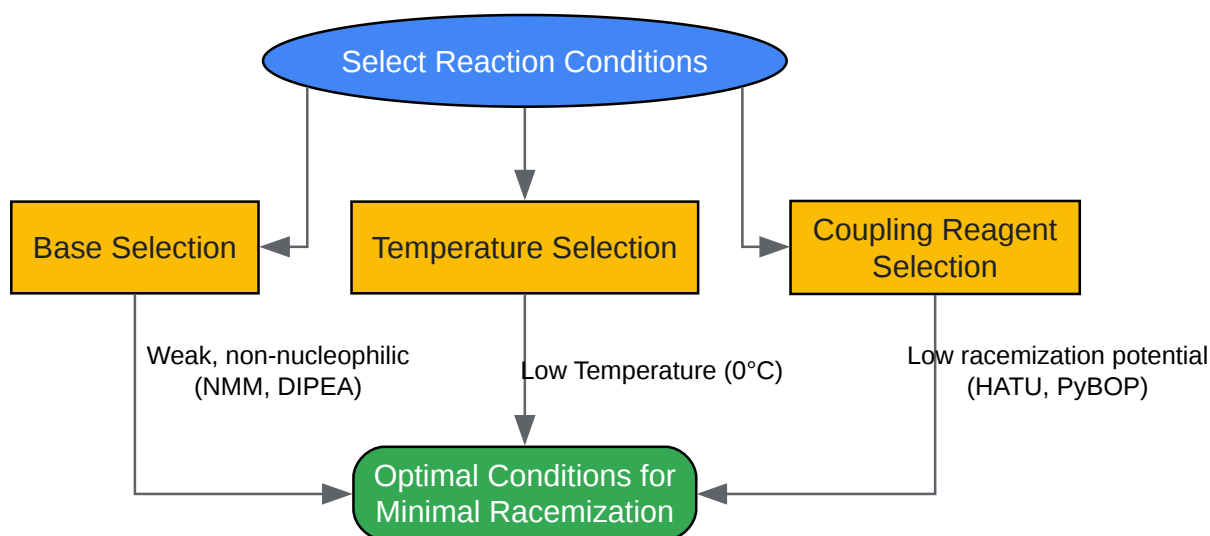 Select Reaction Conditions
Base Selection
Temperature Selection
Coupling Reagent
Selection
Weak, non-nucleophilic
(NMM, DIPEA)
Low Temperature (0°C)
Low racemization potential
(HATU, PyBOP)
Optimal Conditions for
Minimal Racemization